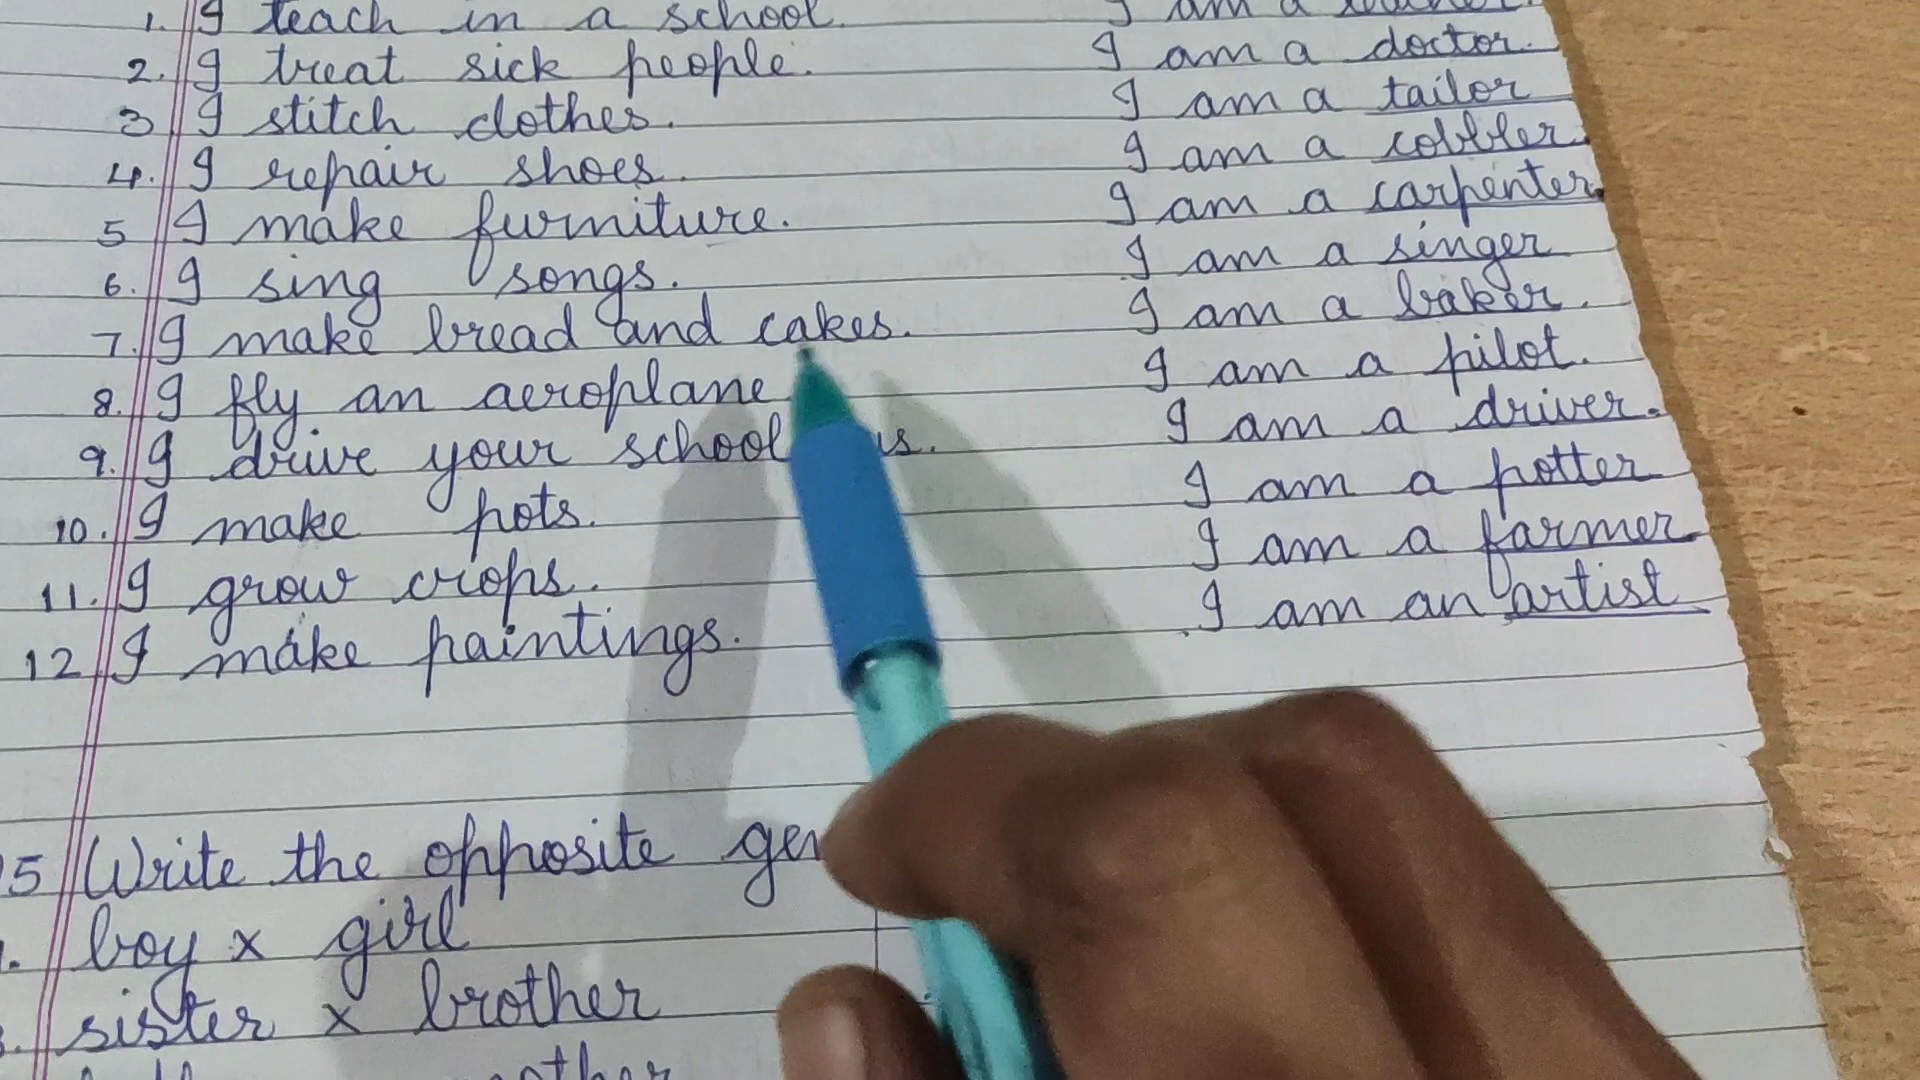 1. I teach in a school. I am a teacher.
2. I treat sick people. I am a doctor.
3 I stitch clothes. I am a tailor
4. I repair shoes. I am a cobbler.
5 I make furniture. I am a carpenter.
6. I sing songs. I am a singer
7. I make bread and cakes. I am a baker.
8. I fly an aeroplane I am a pilot.
9. I drive your school I am a driver.
10. I make pots. I am a potter
11. I grow crops. I am a farmer
12 I make paintings. I am an artist
5 Write the opposite
boy x girl
sister x brother